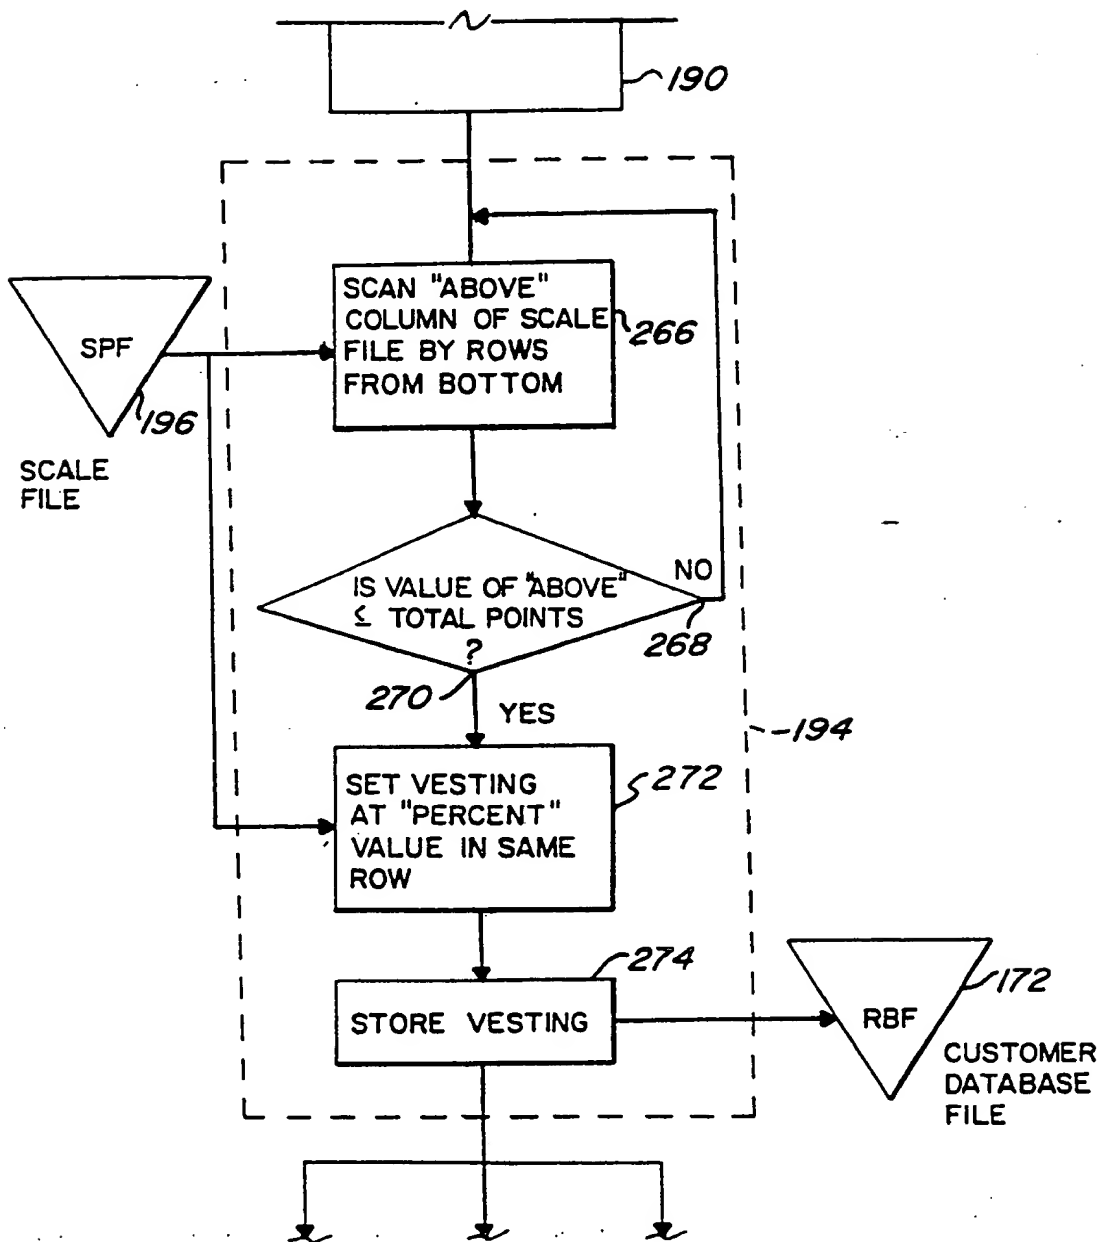 190
SCAN "ABOVE"
COLUMN OF SCALE
FILE BY ROWS
FROM BOTTOM
266
SPF
196
SCALE
FILE
IS VALUE OF "ABOVE"
≤ TOTAL POINTS
?
NO
268
270
YES
194
SET VESTING
AT "PERCENT"
VALUE IN SAME
ROW
272
274
STORE VESTING
RBF
172
CUSTOMER
DATABASE
FILE